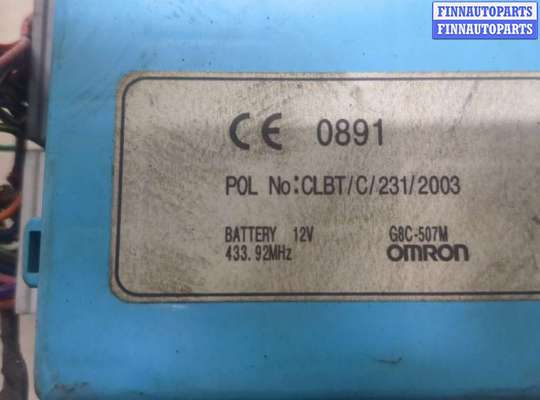 FINNAUTOPARTS
FINNAUTOPARTS
CE 0891
POL No:CLBT/C/231/2003
BATTERY 12V G8C-507M
433.92MHz OMRON